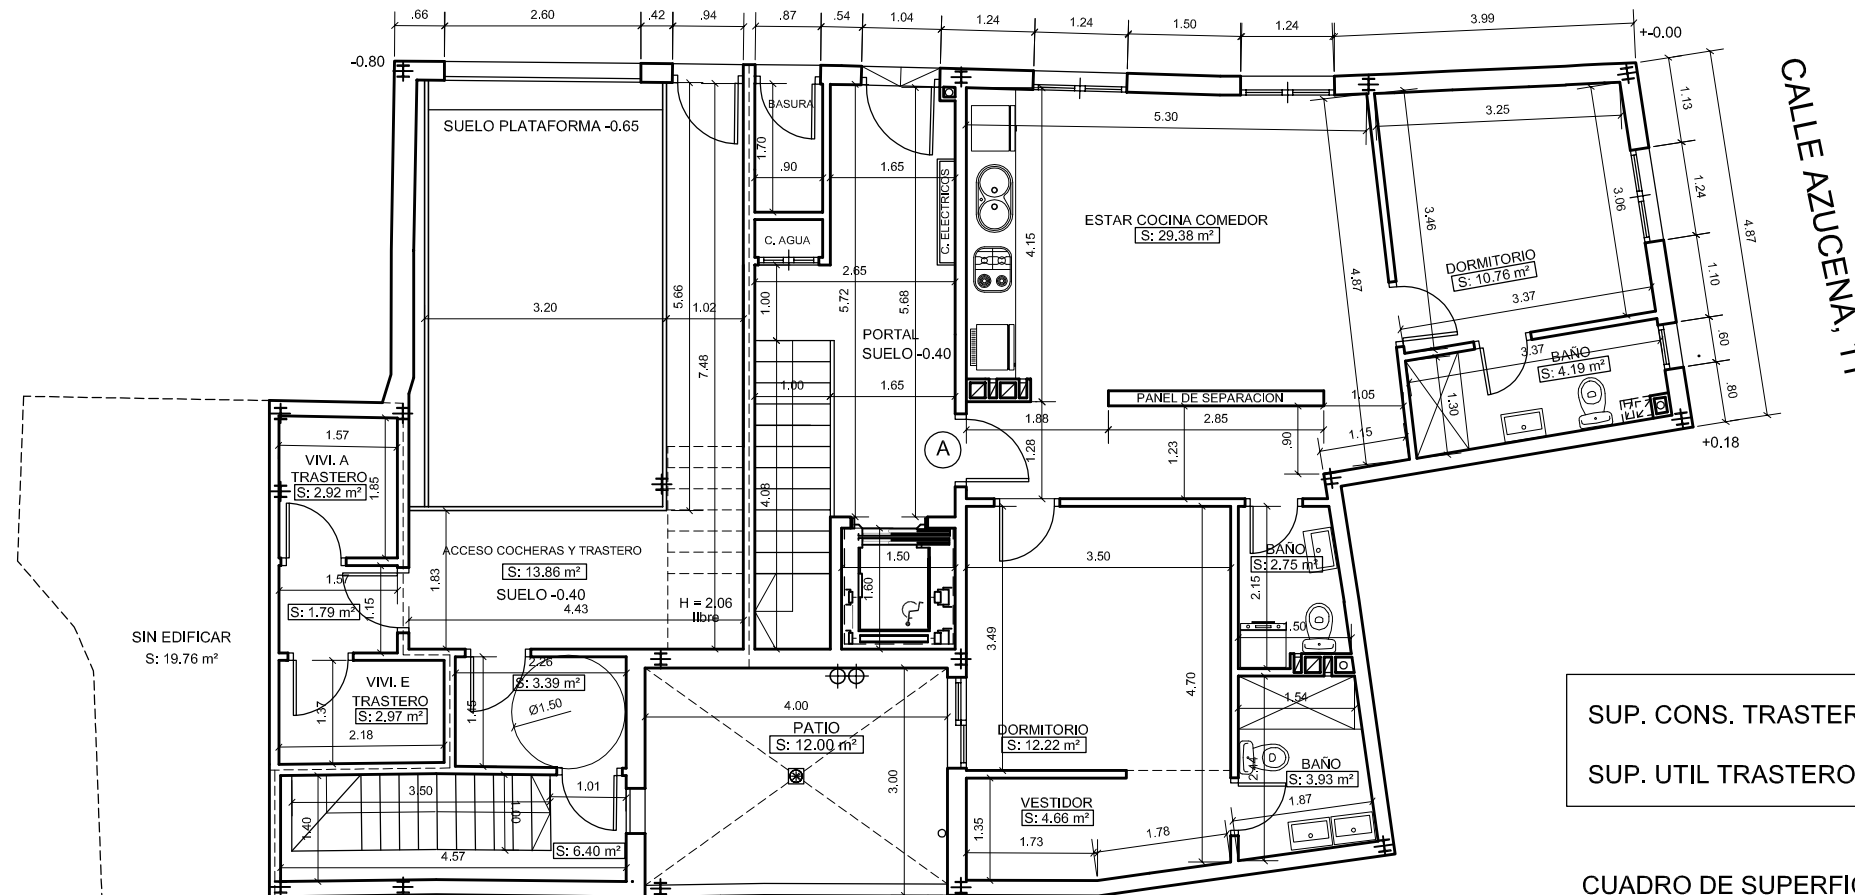 .66
2.60
.42
.94
.87
.54
1.04
1.24
1.24
1.50
1.24
3.99
+-0.00
-0.80
4.87
1.13
1.24
1.10
.60
.80
+0.18
CALLE AZUCENA,
SUELO PLATAFORMA -0.65
BASURA
1.70
.90
1.65
C. ELECTRICOS
C. AGUA
2.65
1.00
5.72
5.68
5.66
1.02
3.20
7.48
PORTAL
SUELO -0.40
1.00
1.65
4.08
5.30
3.25
4.15
ESTAR COCINA COMEDOR
S: 29.38 m²
4.87
3.46
3.06
DORMITORIO
S: 10.76 m²
3.37
3.37
BAÑO
S: 4.19 m²
1.30
PANEL DE SEPARACION
1.05
1.88
2.85
1.28
1.23
.90
1.15
A
1.57
VIVI. A
TRASTERO
S: 2.92 m²
1.85
1.57
S: 1.79 m²
1.15
ACCESO COCHERAS Y TRASTERO
S: 13.86 m²
SUELO -0.40
4.43
1.83
H = 2.06
libre
1.50
1.60
3.50
3.49
4.70
BAÑO
S: 2.75 m²
2.15
.50
SIN EDIFICAR
S: 19.76 m²
VIVI. E
TRASTERO
S: 2.97 m²
1.37
2.18
2.26
S: 3.39 m²
1.45
Ø1.50
4.00
PATIO
S: 12.00 m²
3.00
DORMITORIO
S: 12.22 m²
1.54
BAÑO
S: 3.93 m²
2.44
1.87
VESTIDOR
S: 4.66 m²
1.35
1.73
1.78
3.50
1.00
1.01
1.40
4.57
S: 6.40 m²
SUP. CONS. TRASTER
SUP. UTIL TRASTERO
CUADRO DE SUPERFI